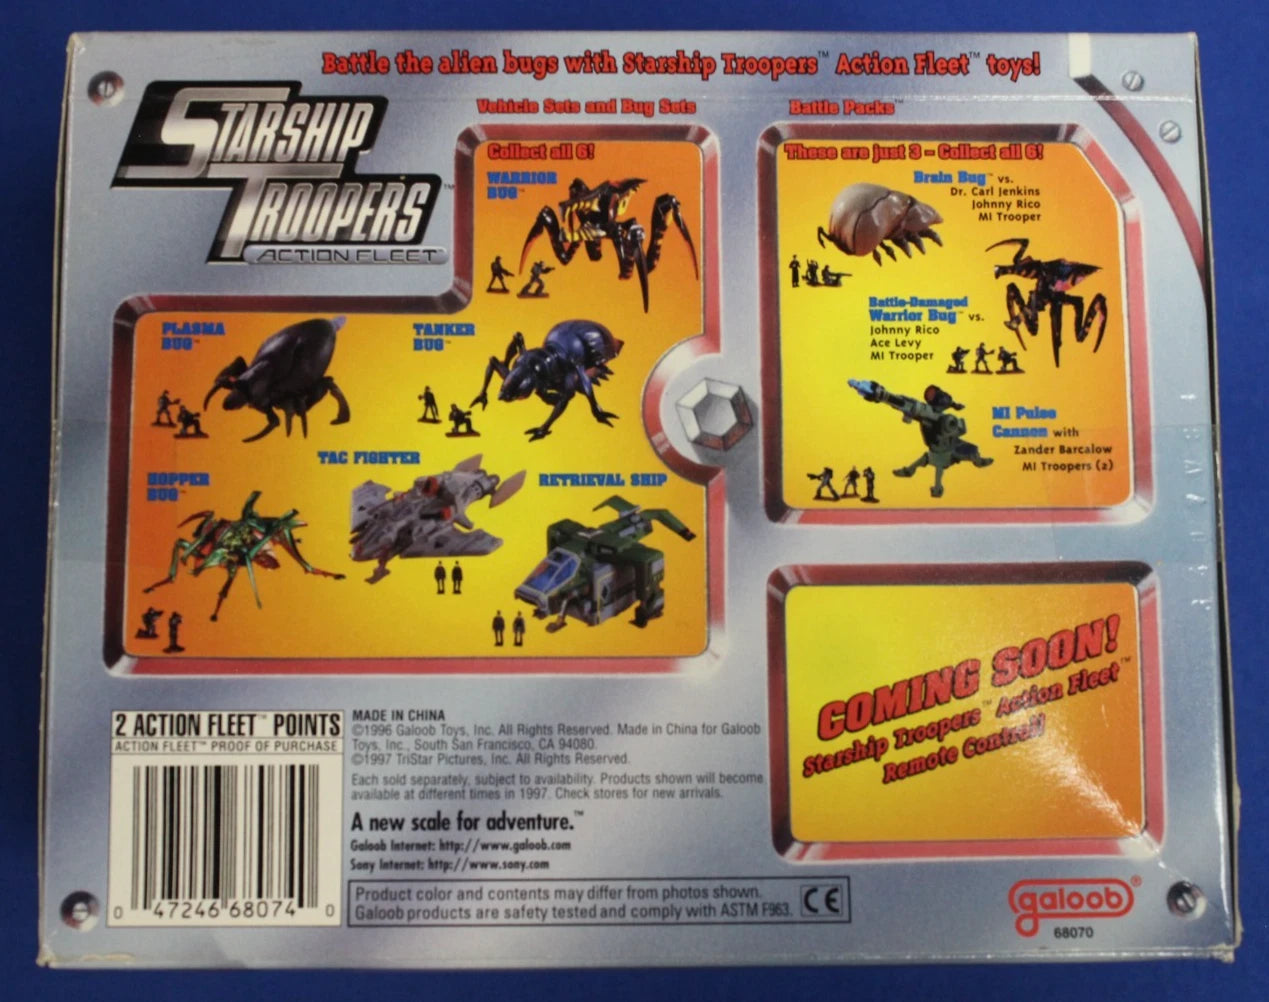 Battle the alien bugs with Starship Troopers™ Action Fleet™ toys!
STARSHIP
TROOPERS™
ACTION FLEET™
Vehicle Sets and Bug Sets
Collect all 6!
WARRIOR
BUG™
PLASMA
BUG™
TANKER
BUG™
HOPPER
BUG™
TAC FIGHTER
RETRIEVAL SHIP
Battle Packs™
These are just 3 - Collect all 6!
Brain Bug™ vs.
Dr. Carl Jenkins
Johnny Rico
MI Trooper
Battle-Damaged
Warrior Bug™ vs.
Johnny Rico
Ace Levy
MI Trooper
MI Pulse
Cannon with
Zander Barcalow
MI Troopers (2)
COMING SOON!
Starship Troopers™ Action Fleet™
Remote Control!
2 ACTION FLEET™ POINTS
ACTION FLEET™ PROOF OF PURCHASE
0 47246 68074 0
MADE IN CHINA
©1996 Galoob Toys, Inc. All Rights Reserved. Made in China for Galoob
Toys, Inc., South San Francisco, CA 94080.
©1997 TriStar Pictures, Inc. All Rights Reserved.
Each sold separately, subject to availability. Products shown will become
available at different times in 1997. Check stores for new arrivals.
A new scale for adventure.™
Galoob Internet: http://www.galoob.com
Sony Internet: http://www.sony.com
Product color and contents may differ from photos shown.
Galoob products are safety tested and comply with ASTM F963.
CE
galoob®
68070